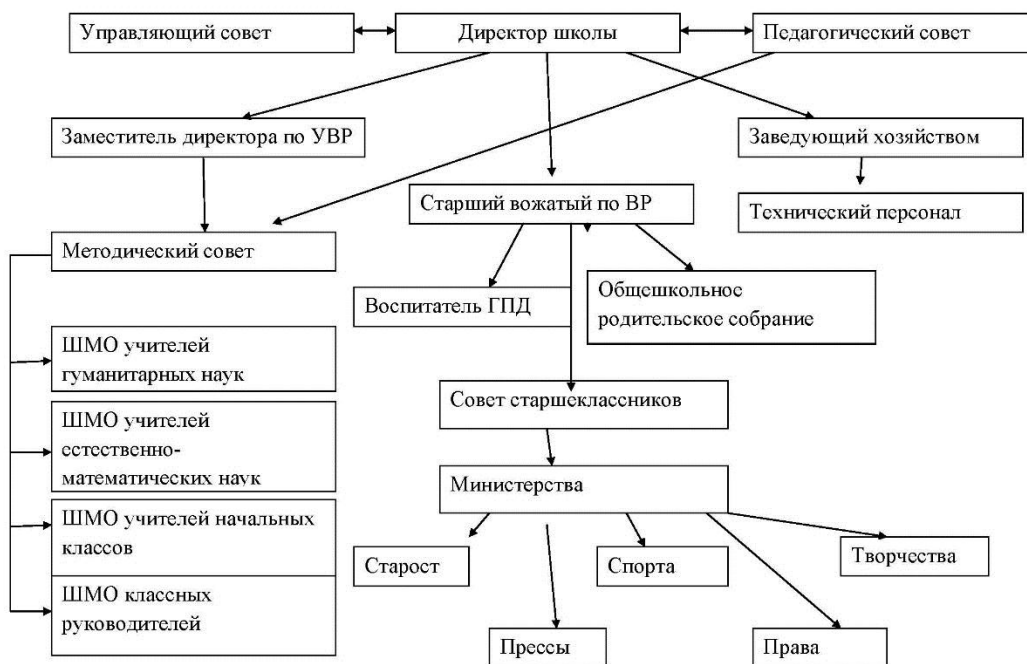 Управляющий совет
Директор школы
Педагогический совет
Заместитель директора по УВР
Заведующий хозяйством
Старший вожатый по ВР
Технический персонал
Методический совет
Воспитатель ГПД
Общешкольное
родительское собрание
ШМО учителей
гуманитарных наук
Совет старшеклассников
ШМО учителей
естественно-
математических наук
Министерства
ШМО учителей начальных
классов
Старост
Спорта
Творчества
ШМО классных
руководителей
Прессы
Права